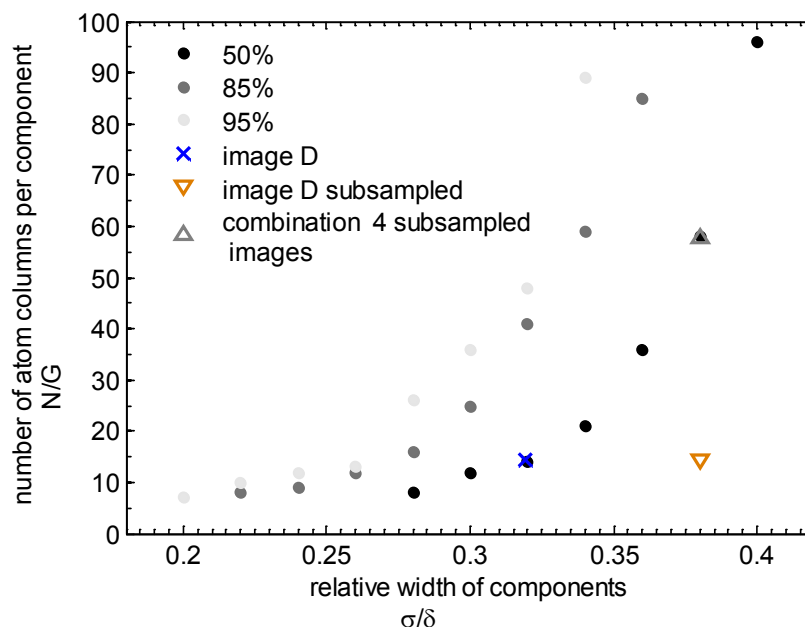 100
90
80
70
60
50
40
30
20
10
0
number of atom columns per component
N/G
50%
85%
95%
image D
image D subsampled
combination 4 subsampled
images
0.2
0.25
0.3
0.35
0.4
relative width of components
σ/δ